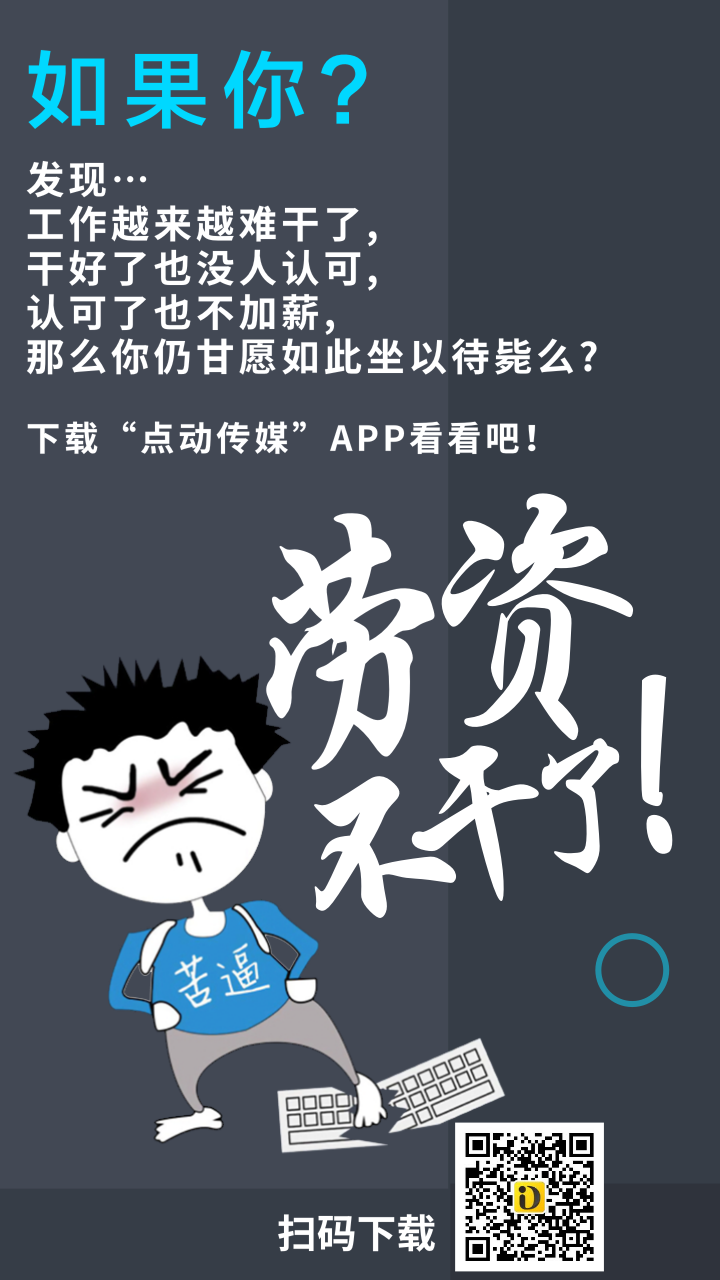 如果你？
发现…
工作越来越难干了，
干好了也没人认可，
认可了也不加薪，
那么你仍甘愿如此坐以待毙么？
下载“点动传媒”APP看看吧！
劳资
不干了！
苦逼
扫码下载